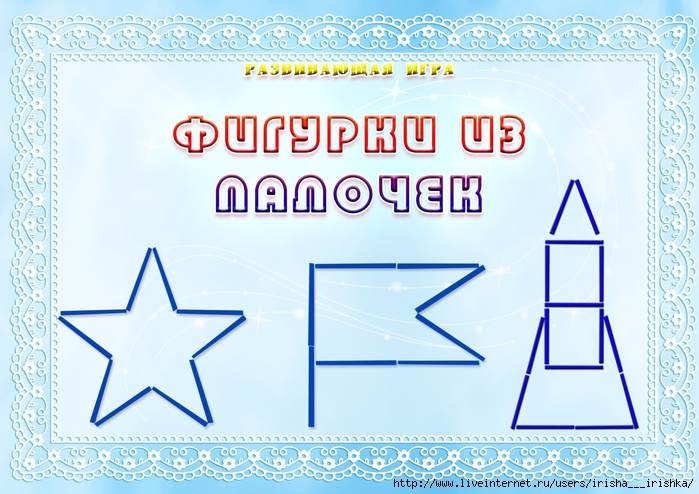 РАЗВИВАЮЩАЯ ИГРА
ФИГУРКИ ИЗ
ПАЛОЧЕК
http://www.liveinternet.ru/users/irisha___irishka/